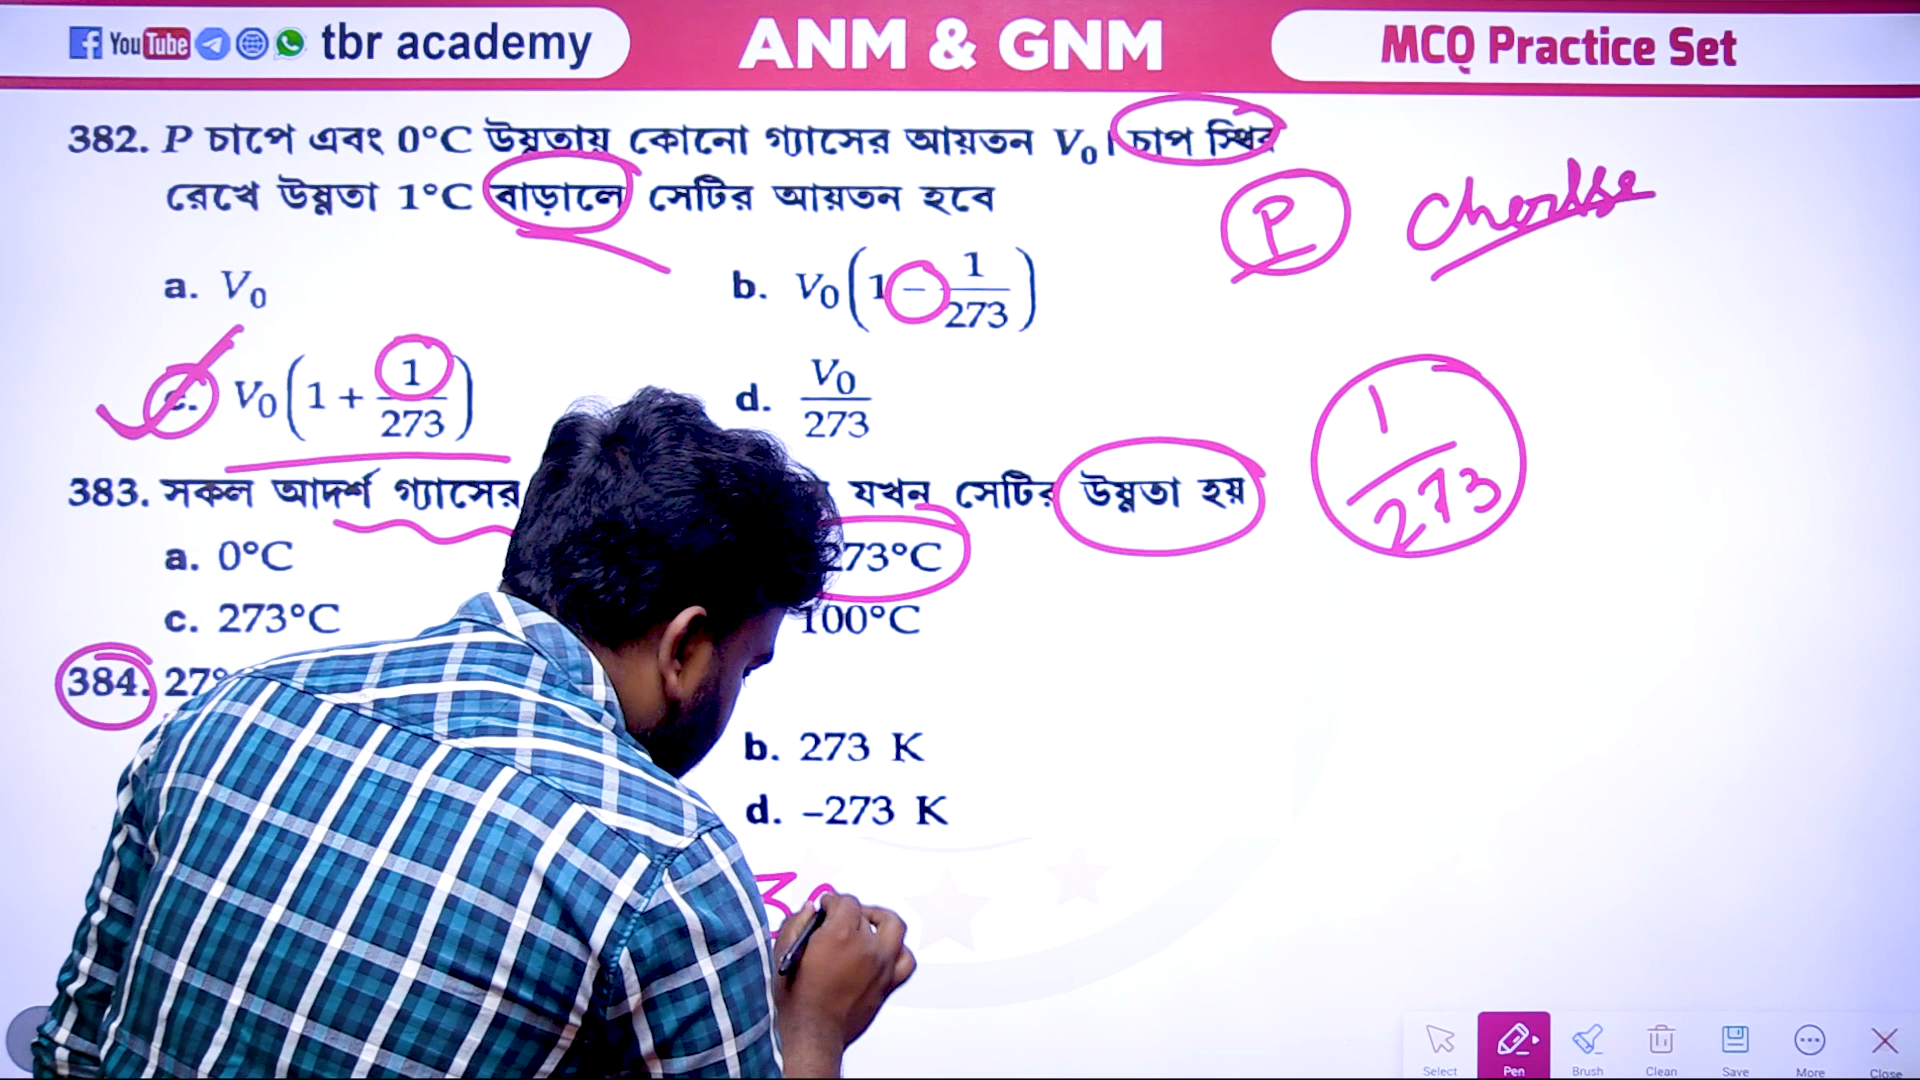 YouTube tbr academy ANM & GNM MCQ Practice Set
382. P চাপে এবং 0°C উষ্ণতায় কোনো গ্যাসের আয়তন V₀। চাপ স্থির
রেখে উষ্ণতা 1°C বাড়ালে সেটির আয়তন হবে
P
a. V₀ b. V₀(1 − 1/273)
c. V₀(1 + 1/273) d. V₀/273
1/273
383. সকল আদর্শ গ্যাসের যখন সেটির উষ্ণতা হয়
a. 0°C 273°C
c. 273°C 100°C
384. 27°
b. 273 K
d. –273 K
3
Select Pen Brush Clean Save More Close